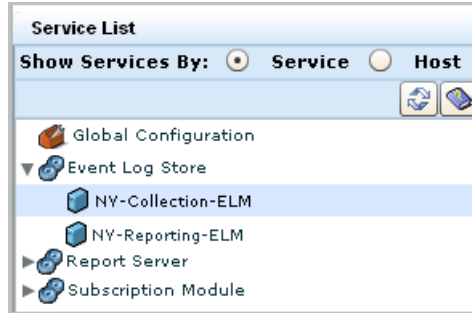 Service List
Show Services By: Service Host
Global Configuration
Event Log Store
NY-Collection-ELM
NY-Reporting-ELM
Report Server
Subscription Module